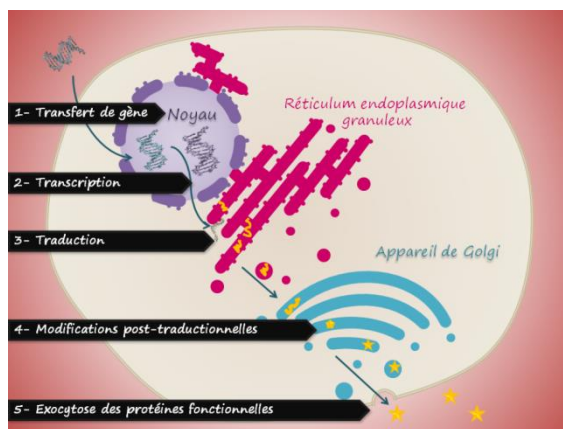 1- Transfert de gène
Noyau
Réticulum endoplasmique
granuleux
2- Transcription
3- Traduction
Appareil de Golgi
4- Modifications post-traductionnelles
5- Exocytose des protéines fonctionnelles